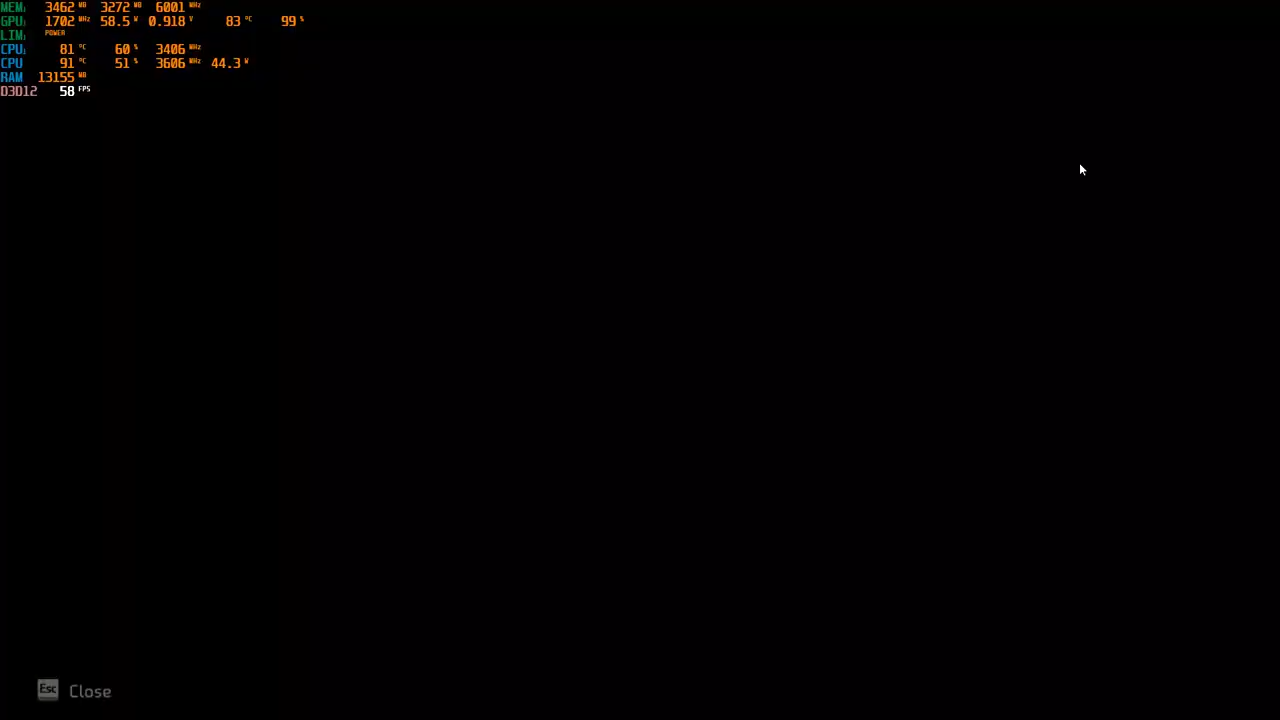 MEM 3462 MB 3272 MB 6001 MHz
GPU 1702 MHz 58.5 W 0.918 V 83 °C 99 %
LIM POWER
CPU 81 °C 60 % 3406 MHz
CPU 91 °C 51 % 3606 MHz 44.3 W
RAM 13155 MB
D3D12 58 FPS
Esc Close